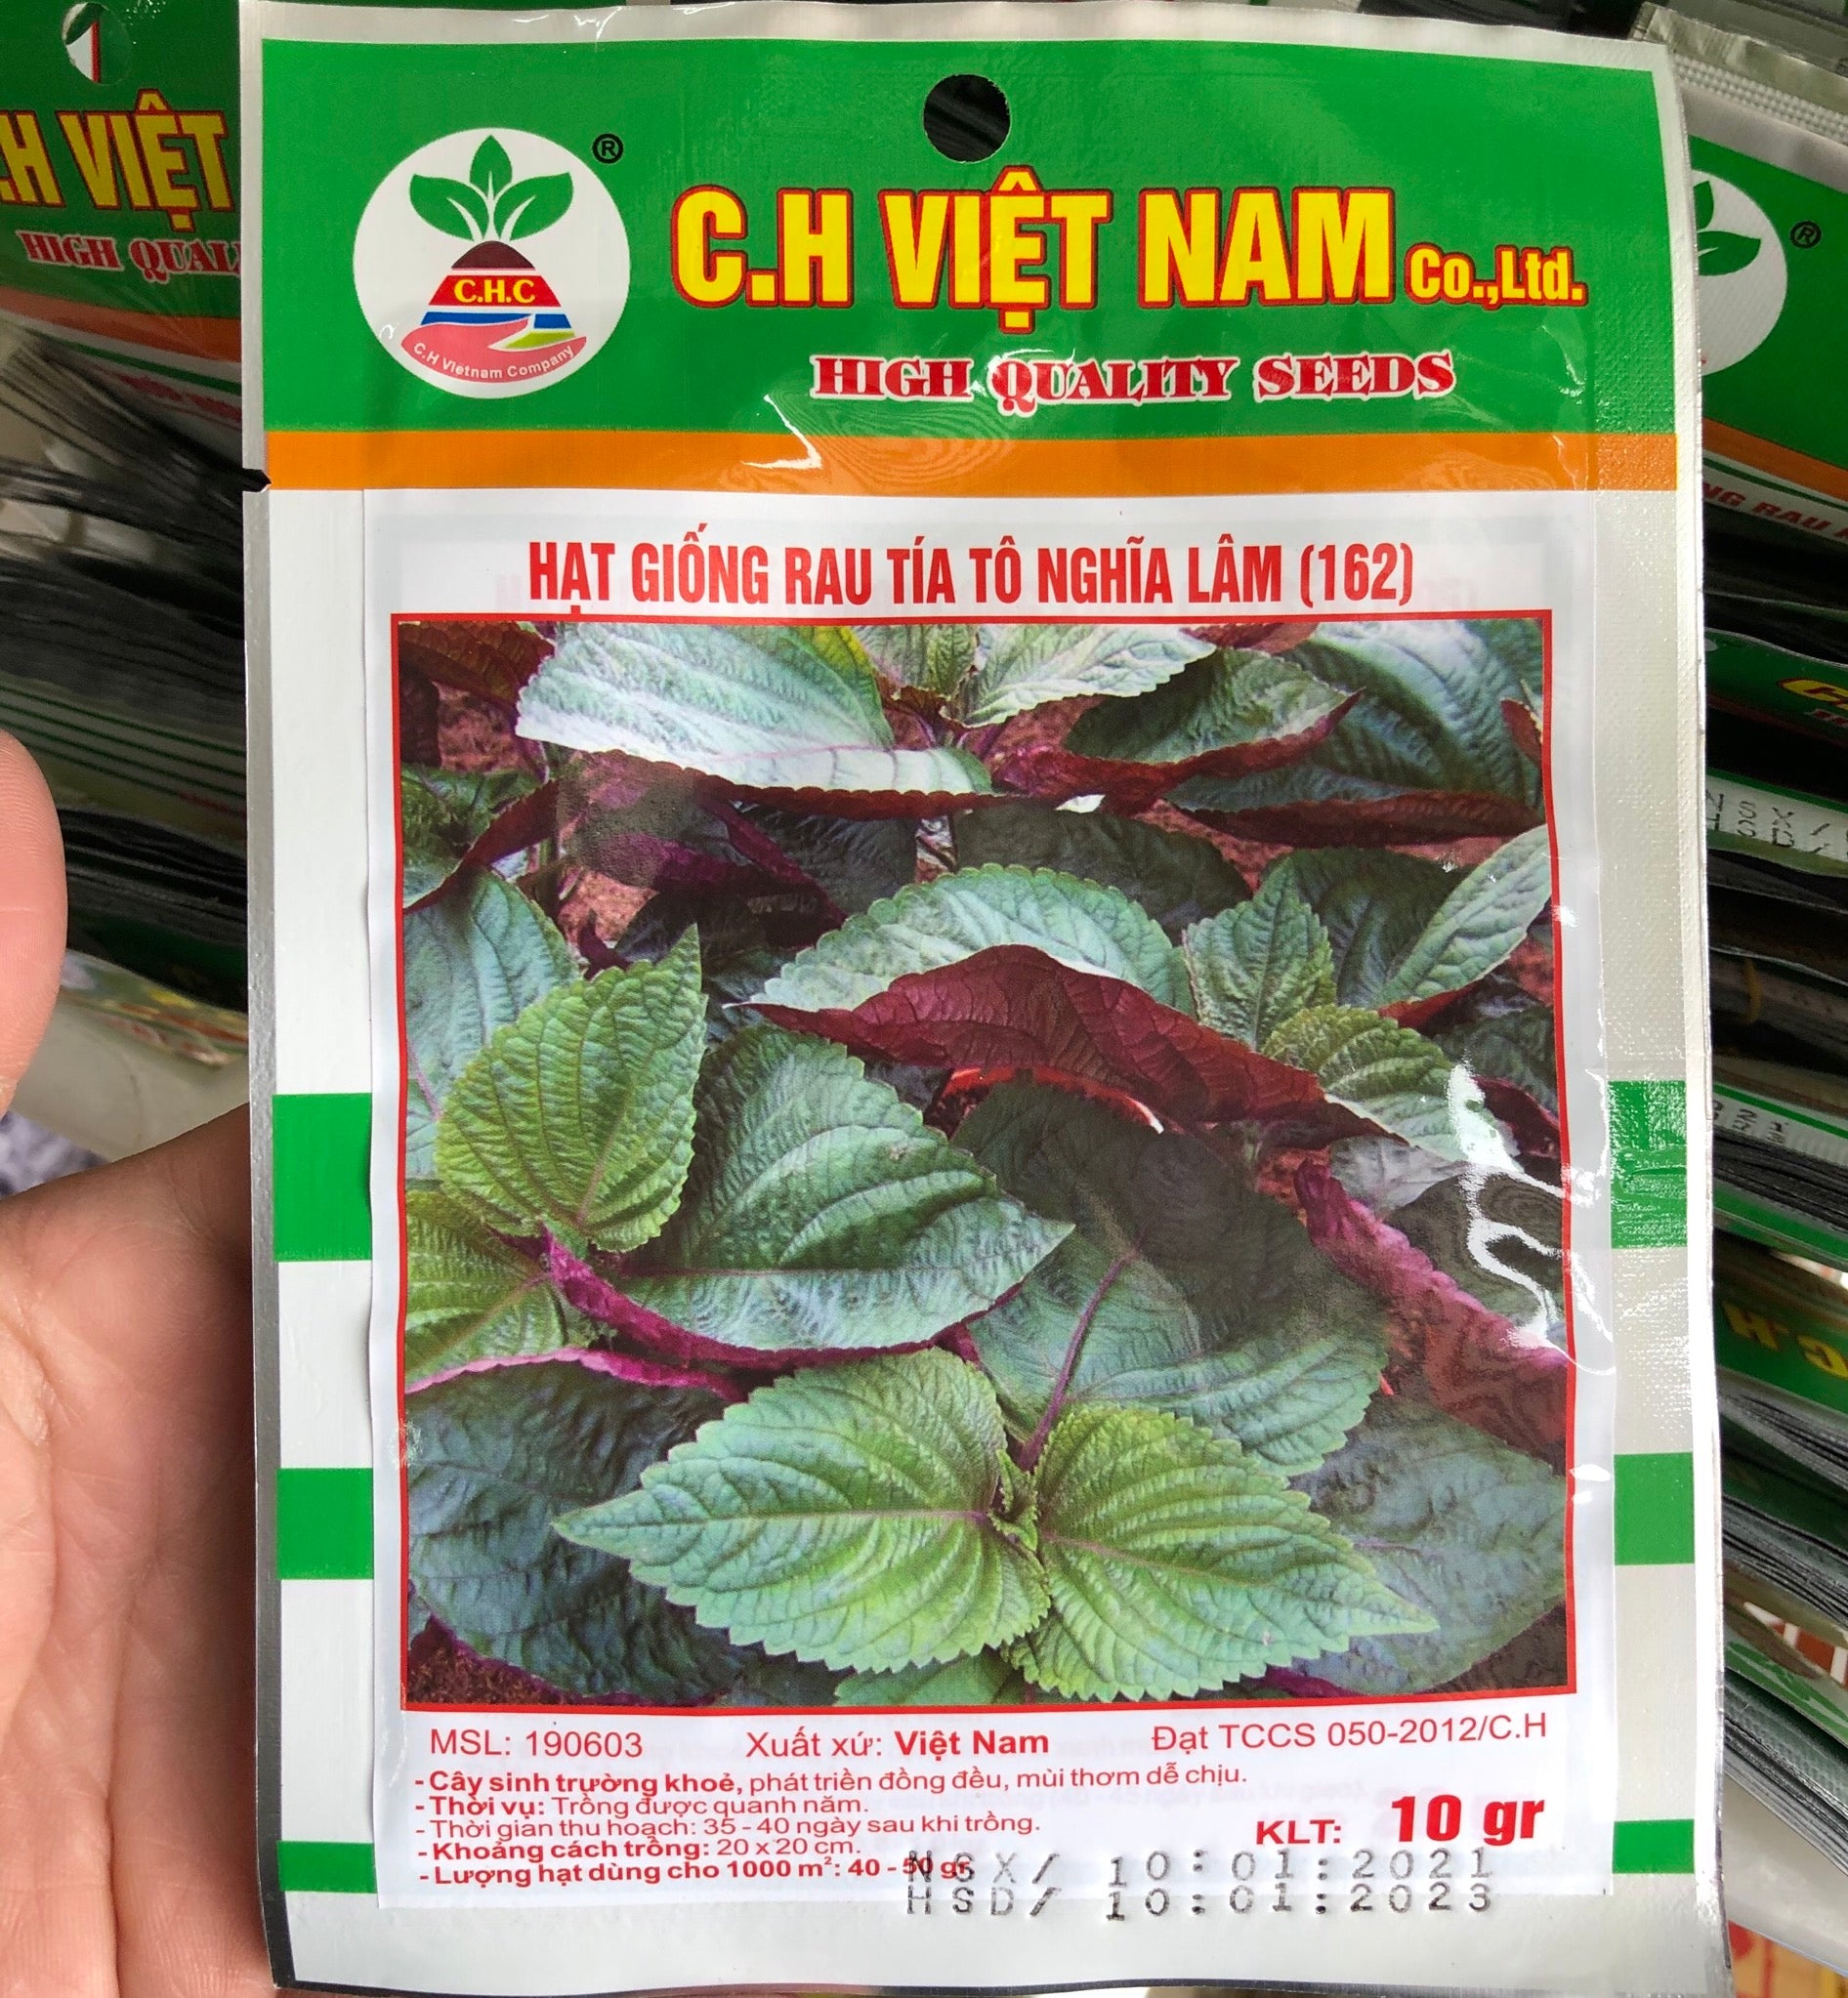 C.H VIỆT NAM Co.,Ltd.
HIGH QUALITY SEEDS
®
C.H.C
C.H Vietnam Company
HẠT GIỐNG RAU TÍA TÔ NGHĨA LÂM (162)
MSL: 190603 Xuất xứ: Việt Nam Đạt TCCS 050-2012/C.H
- Cây sinh trưởng khoẻ, phát triển đồng đều, mùi thơm dễ chịu.
- Thời vụ: Trồng được quanh năm.
- Thời gian thu hoạch: 35 - 40 ngày sau khi trồng.
- Khoảng cách trồng: 20 x 20 cm.
- Lượng hạt dùng cho 1000 m²: 40 - 50 gr.
KLT: 10 gr
NSX/ 10:01:2021
HSD/ 10:01:2023
.H VIỆT
HIGH QUAL
®
NG RAU
C.H